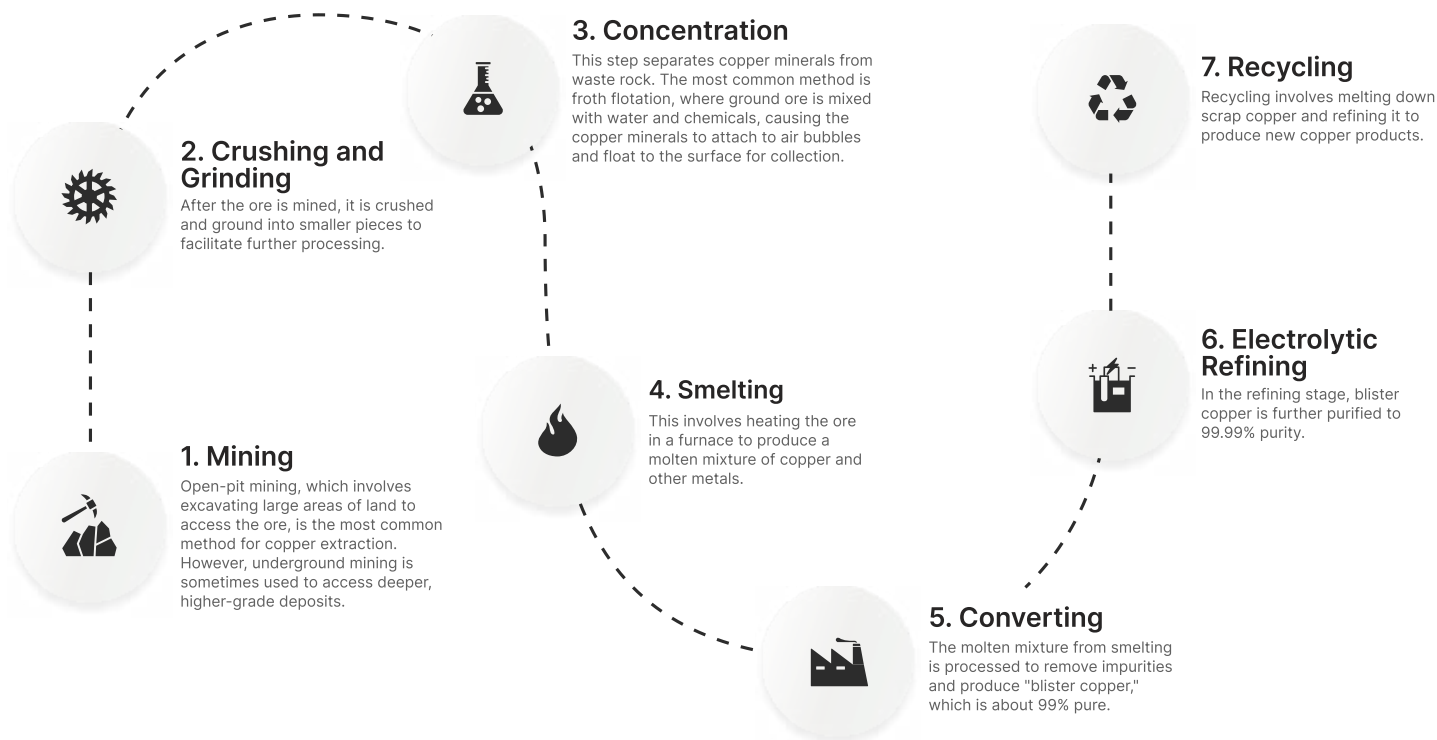 1. Mining
Open-pit mining, which involves
excavating large areas of land to
access the ore, is the most common
method for copper extraction.
However, underground mining is
sometimes used to access deeper,
higher-grade deposits.
2. Crushing and
Grinding
After the ore is mined, it is crushed
and ground into smaller pieces to
facilitate further processing.
3. Concentration
This step separates copper minerals from
waste rock. The most common method is
froth flotation, where ground ore is mixed
with water and chemicals, causing the
copper minerals to attach to air bubbles
and float to the surface for collection.
4. Smelting
This involves heating the ore
in a furnace to produce a
molten mixture of copper and
other metals.
5. Converting
The molten mixture from smelting
is processed to remove impurities
and produce "blister copper,"
which is about 99% pure.
6. Electrolytic
Refining
In the refining stage, blister
copper is further purified to
99.99% purity.
7. Recycling
Recycling involves melting down
scrap copper and refining it to
produce new copper products.